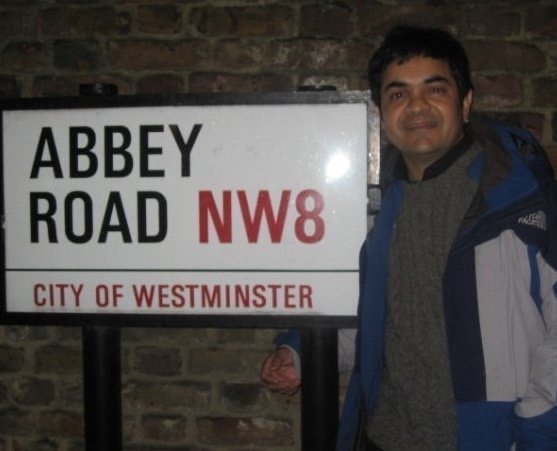 ABBEY
ROAD NW8
CITY OF WESTMINSTER